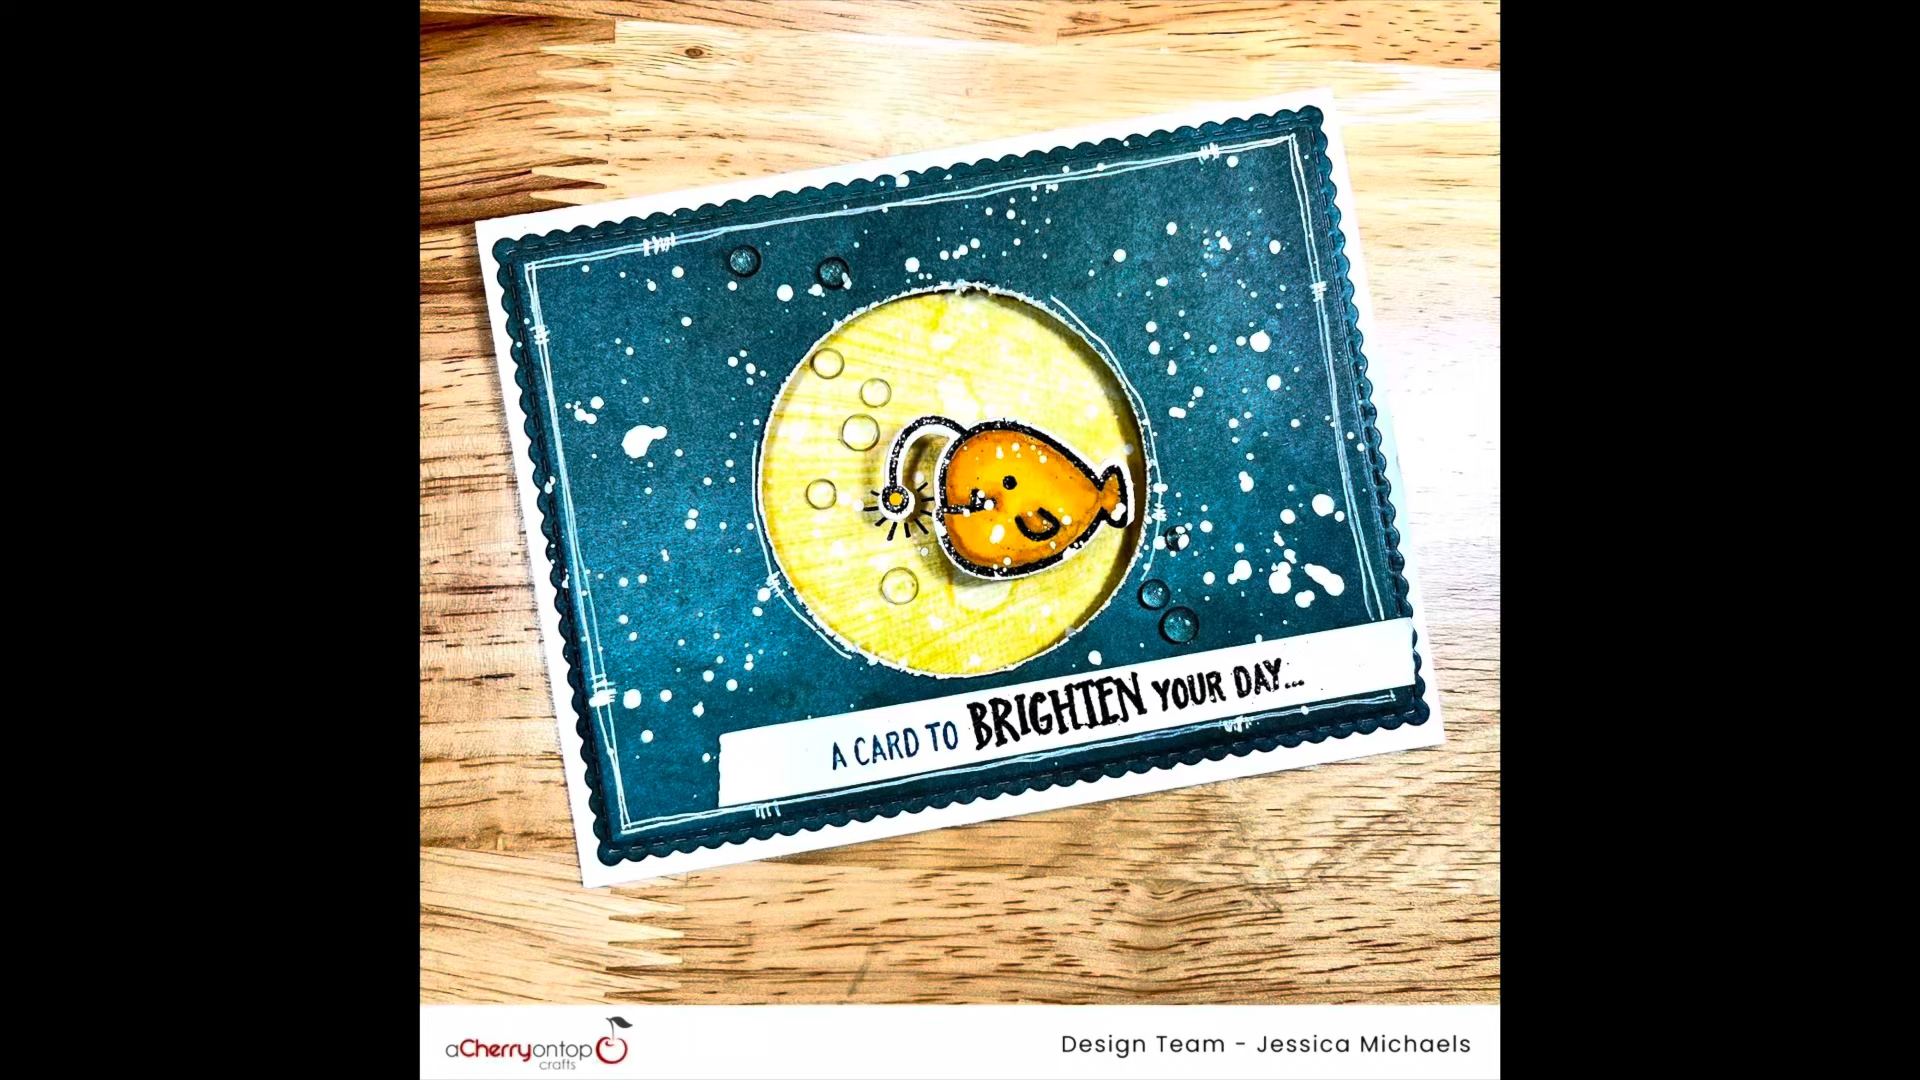 A CARD TO BRIGHTEN YOUR DAY...
aCherryontop
crafts
Design Team - Jessica Michaels